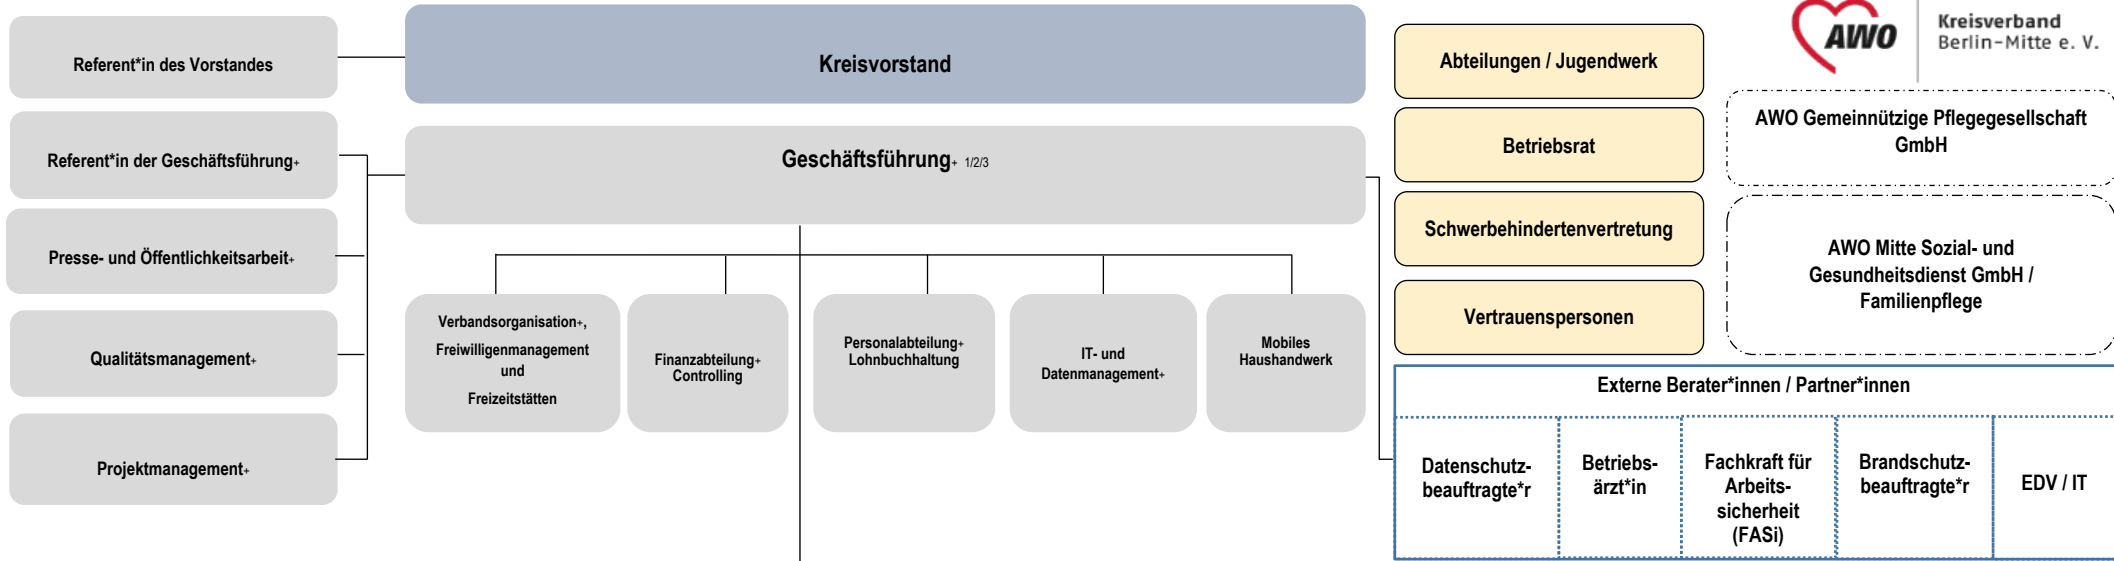 Referent*in des Vorstandes
Kreisvorstand
Abteilungen / Jugendwerk
AWO
Kreisverband
Berlin-Mitte e. V.
Referent*in der Geschäftsführung+
Geschäftsführung+ 1/2/3
Betriebsrat
AWO Gemeinnützige Pflegegesellschaft
GmbH
Presse- und Öffentlichkeitsarbeit+
Schwerbehindertenvertretung
AWO Mitte Sozial- und
Gesundheitsdienst GmbH /
Familienpflege
Qualitätsmanagement+
Verbandsorganisation+,
Freiwilligenmanagement
und
Freizeitstätten
Finanzabteilung+
Controlling
Personalabteilung+
Lohnbuchhaltung
IT- und
Datenmanagement+
Mobiles
Haushandwerk
Vertrauenspersonen
Projektmanagement+
Externe Berater*innen / Partner*innen
Datenschutz-
beauftragte*r
Betriebs-
ärzt*in
Fachkraft für
Arbeits-
sicherheit
(FASi)
Brandschutz-
beauftragte*r
EDV / IT